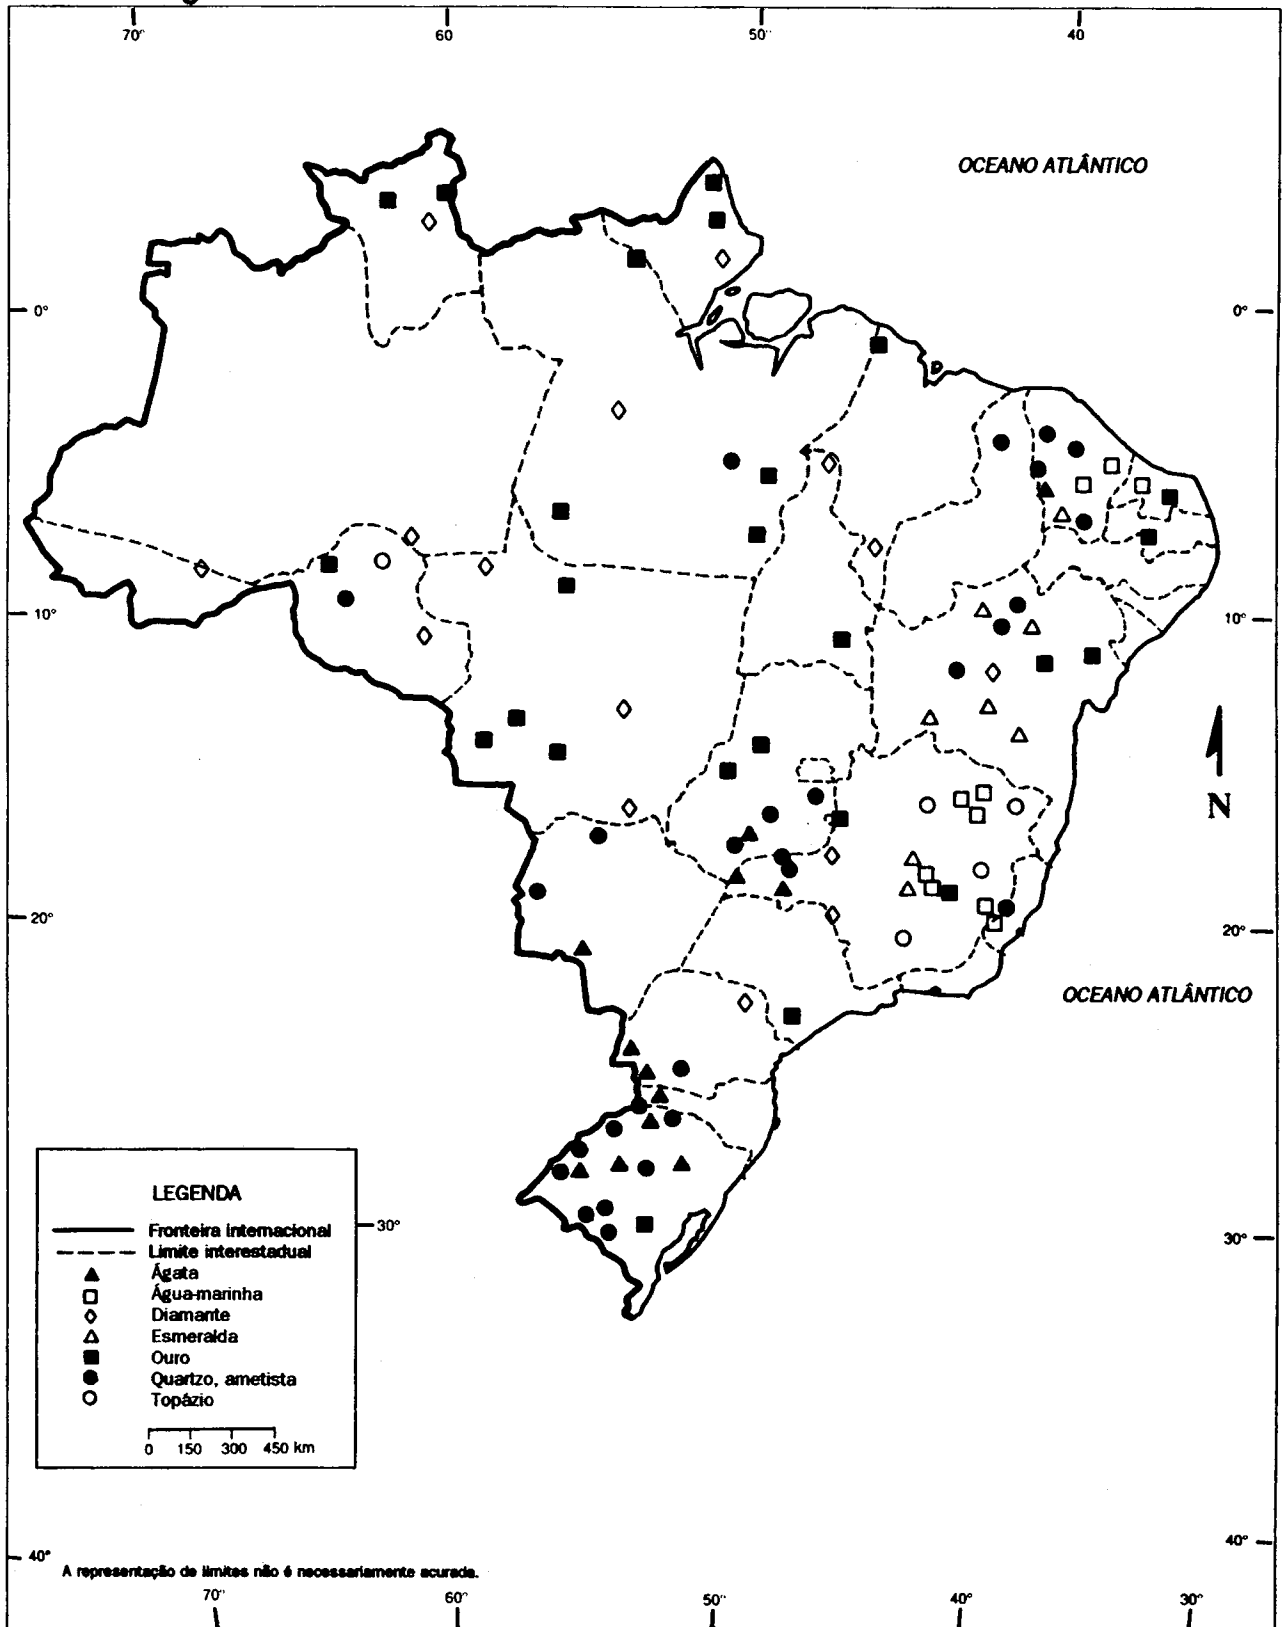 70°
60
50°
40
OCEANO ATLÂNTICO
0°
0°
10°
10°
N
20°
20°
OCEANO ATLÂNTICO
LEGENDA
Fronteira internacional
Limite interestadual
Ágata
Água-marinha
Diamante
Esmeralda
Ouro
Quartzo, ametista
Topázio
0 150 300 450 km
30°
30°
40°
40°
A representação de limites não é necessariamente acurada.
70°
60°
50°
40°
30°